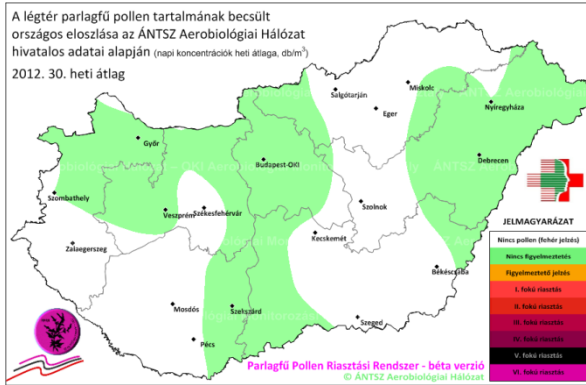 A légtér parlagfű pollen tartalmának becsült
országos eloszlása az ÁNTSZ Aerobiológiai Hálózat
hivatalos adatai alapján (napi koncentrációk heti átlaga, db/m³)
2012. 30. heti átlag
Salgótarján
Miskolc
Eger
Nyíregyháza
Győr
Budapest-OKI
Debrecen
Szombathely
Veszprém
Székesfehérvár
Szolnok
Zalaegerszeg
Kecskemét
Békéscsaba
Mosdós
Szekszárd
Szeged
Pécs
JELMAGYARÁZAT
Nincs pollen (fehér jelzés)
Nincs figyelmeztetés
Figyelmeztető jelzés
I. fokú riasztás
II. fokú riasztás
III. fokú riasztás
IV. fokú riasztás
V. fokú riasztás
VI. fokú riasztás
Parlagfű Pollen Riasztási Rendszer - béta verzió
© ÁNTSZ Aerobiológiai Hálózat